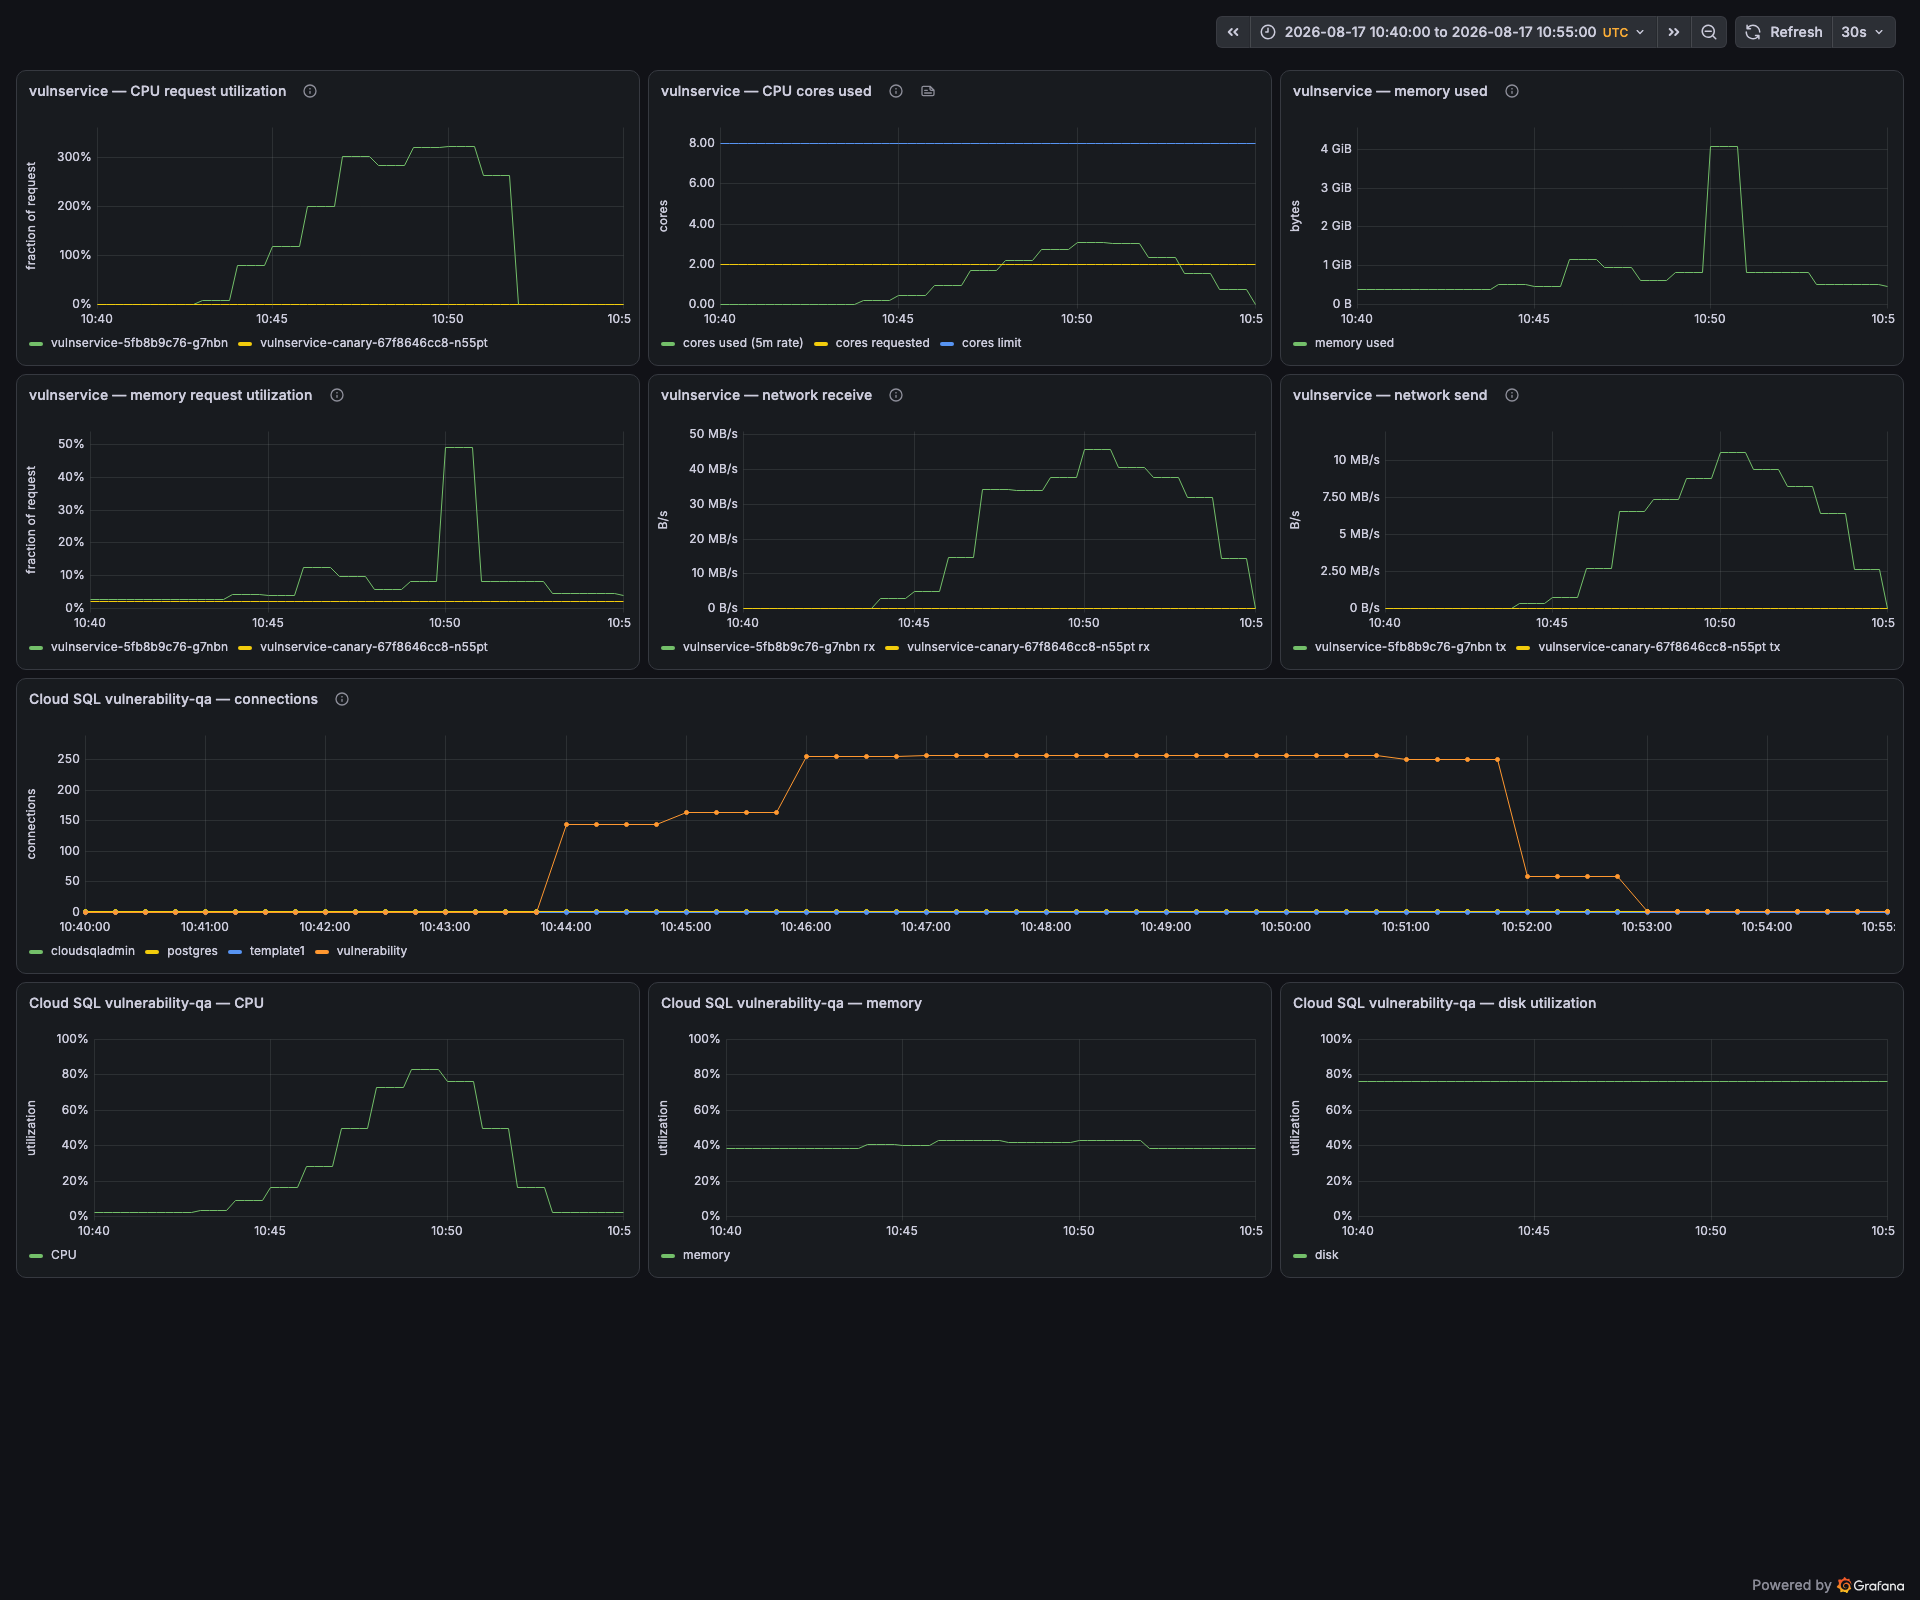 2026-08-17 10:40:00 to 2026-08-17 10:55:00 UTC
Refresh
30s
vulnservice — CPU request utilization
fraction of request
300%
200%
100%
0%
10:40
10:45
10:50
10:5
vulnservice-5fb8b9c76-g7nbn
vulnservice-canary-67f8646cc8-n55pt
vulnservice — CPU cores used
cores
8.00
6.00
4.00
2.00
0.00
10:40
10:45
10:50
10:5
cores used (5m rate)
cores requested
cores limit
vulnservice — memory used
bytes
4 GiB
3 GiB
2 GiB
1 GiB
0 B
10:40
10:45
10:50
10:5
memory used
vulnservice — memory request utilization
fraction of request
50%
40%
30%
20%
10%
0%
10:40
10:45
10:50
10:5
vulnservice-5fb8b9c76-g7nbn
vulnservice-canary-67f8646cc8-n55pt
vulnservice — network receive
B/s
50 MB/s
40 MB/s
30 MB/s
20 MB/s
10 MB/s
0 B/s
10:40
10:45
10:50
10:5
vulnservice-5fb8b9c76-g7nbn rx
vulnservice-canary-67f8646cc8-n55pt rx
vulnservice — network send
B/s
10 MB/s
7.50 MB/s
5 MB/s
2.50 MB/s
0 B/s
10:40
10:45
10:50
10:5
vulnservice-5fb8b9c76-g7nbn tx
vulnservice-canary-67f8646cc8-n55pt tx
Cloud SQL vulnerability-qa — connections
connections
250
200
150
100
50
0
10:40:00
10:41:00
10:42:00
10:43:00
10:44:00
10:45:00
10:46:00
10:47:00
10:48:00
10:49:00
10:50:00
10:51:00
10:52:00
10:53:00
10:54:00
10:55:
cloudsqladmin
postgres
template1
vulnerability
Cloud SQL vulnerability-qa — CPU
utilization
100%
80%
60%
40%
20%
0%
10:40
10:45
10:50
10:5
CPU
Cloud SQL vulnerability-qa — memory
utilization
100%
80%
60%
40%
20%
0%
10:40
10:45
10:50
10:5
memory
Cloud SQL vulnerability-qa — disk utilization
utilization
100%
80%
60%
40%
20%
0%
10:40
10:45
10:50
10:5
disk
Powered by Grafana